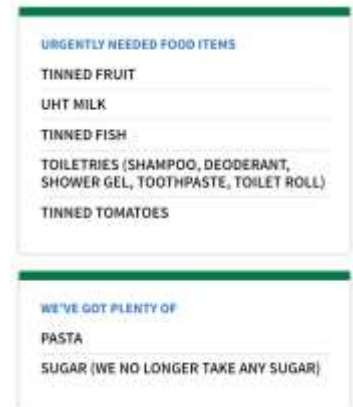 URGENTLY NEEDED FOOD ITEMS
TINNED FRUIT
UHT MILK
TINNED FISH
TOILETRIES (SHAMPOO, DEODERANT,
SHOWER GEL, TOOTHPASTE, TOILET ROLL)
TINNED TOMATOES
WE'VE GOT PLENTY OF
PASTA
SUGAR (WE NO LONGER TAKE ANY SUGAR)